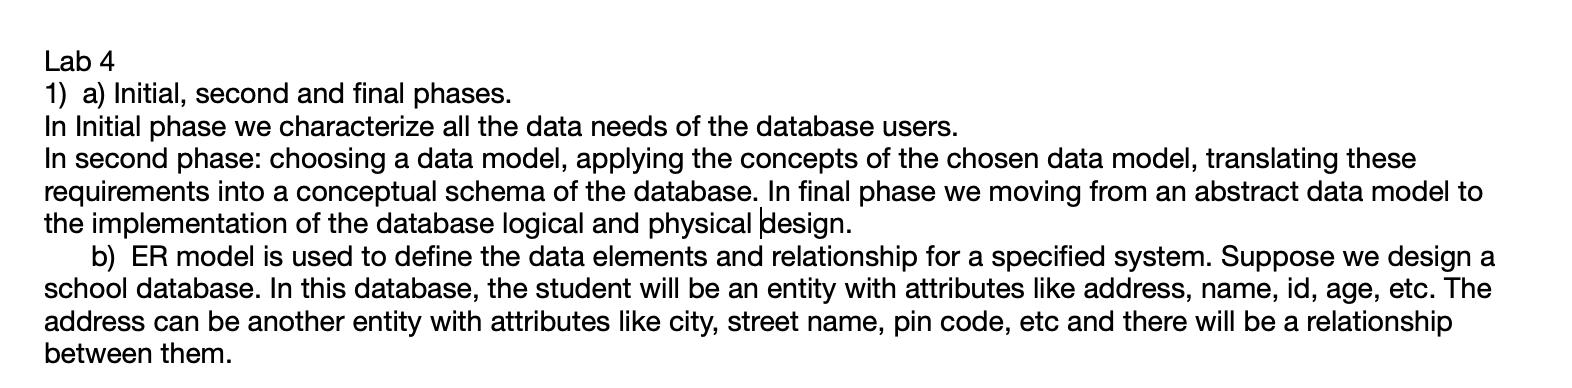 Lab 4
1)  a) Initial, second and final phases.
In Initial phase we characterize all the data needs of the database users.
In second phase: choosing a data model, applying the concepts of the chosen data model, translating these
requirements into a conceptual schema of the database. In final phase we moving from an abstract data model to
the implementation of the database logical and physical design.
b)  ER model is used to define the data elements and relationship for a specified system. Suppose we design a
school database. In this database, the student will be an entity with attributes like address, name, id, age, etc. The
address can be another entity with attributes like city, street name, pin code, etc and there will be a relationship
between them.